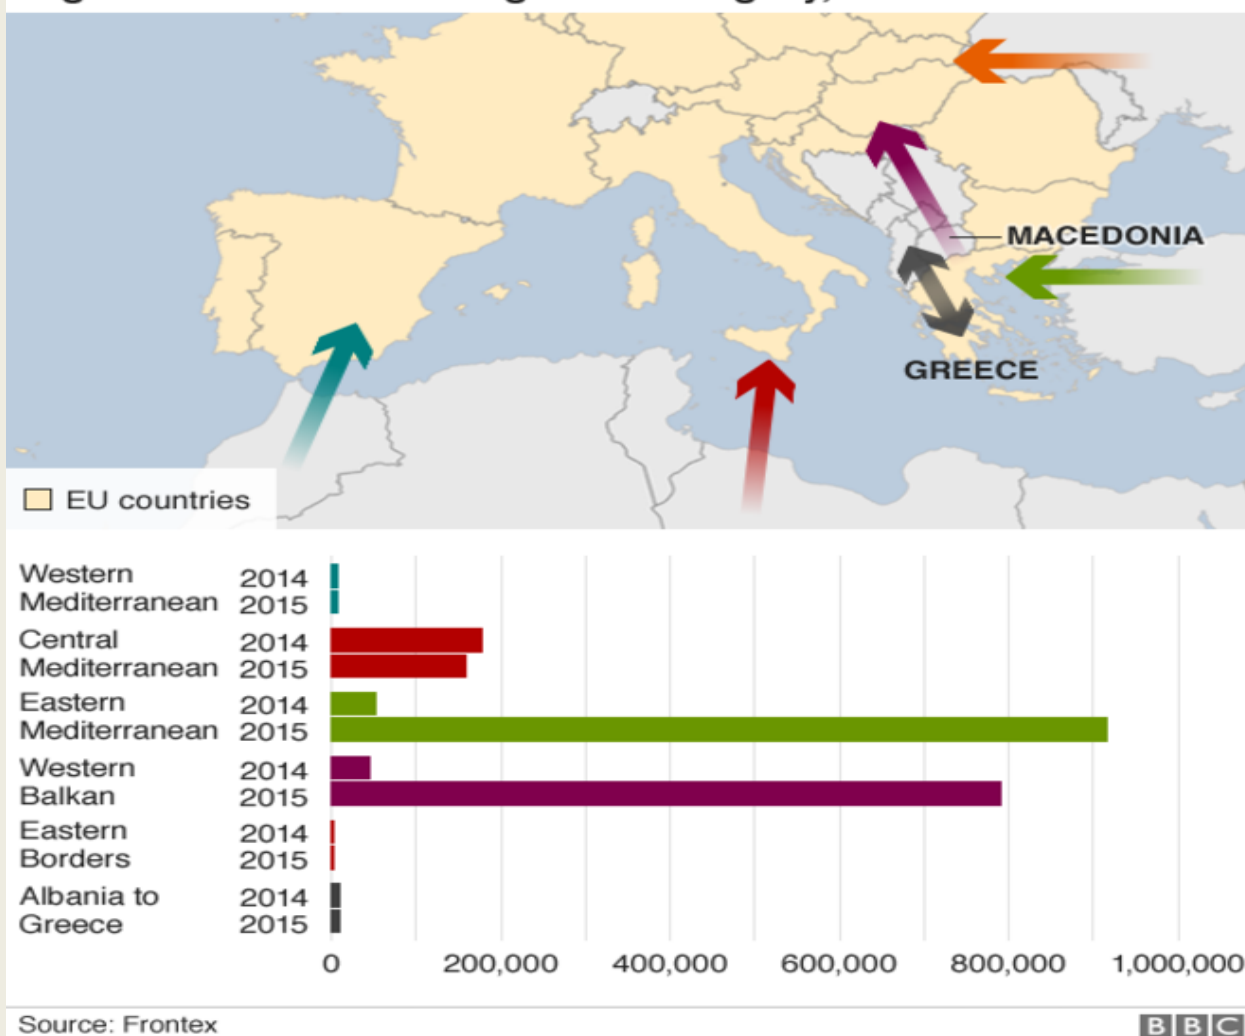 MACEDONIA
GREECE
EU countries
Western 2014
Mediterranean 2015
Central 2014
Mediterranean 2015
Eastern 2014
Mediterranean 2015
Western 2014
Balkan 2015
Eastern 2014
Borders 2015
Albania to 2014
Greece 2015
0 200,000 400,000 600,000 800,000 1,000,000
Source: Frontex
BBC